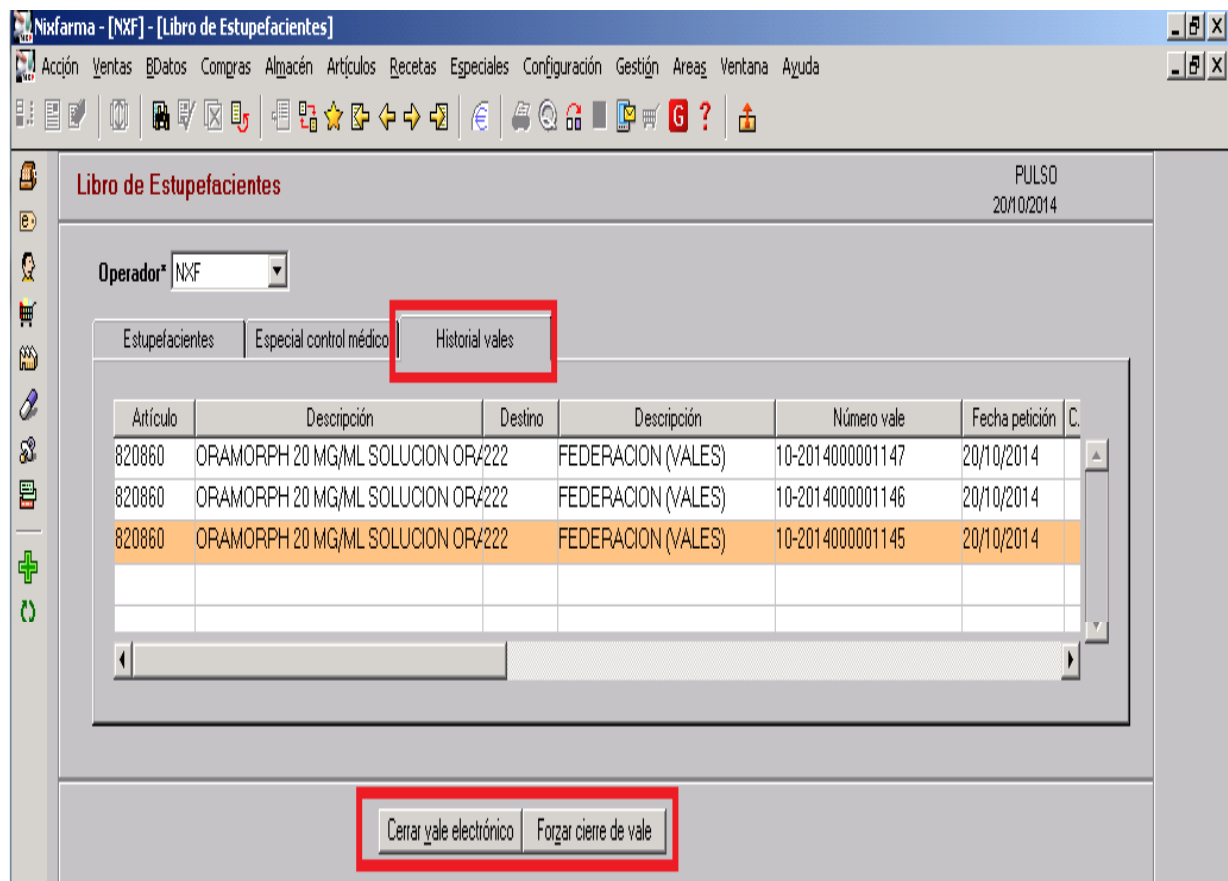 Nixfarma - [NXF] - [Libro de Estupefacientes]
Acción Ventas BDatos Compras Almacén Artículos Recetas Especiales Configuración Gestión Areas Ventana Ayuda
Libro de Estupefacientes
PULSO
20/10/2014
Operador* NXF
Estupefacientes Especial control médico Historial vales
Artículo Descripción Destino Descripción Número vale Fecha petición C.
820860 ORAMORPH 20 MG/ML SOLUCION ORA 222 FEDERACION (VALES) 10-2014000001147 20/10/2014
820860 ORAMORPH 20 MG/ML SOLUCION ORA 222 FEDERACION (VALES) 10-2014000001146 20/10/2014
820860 ORAMORPH 20 MG/ML SOLUCION ORA 222 FEDERACION (VALES) 10-2014000001145 20/10/2014
Cerrar vale electrónico Forzar cierre de vale